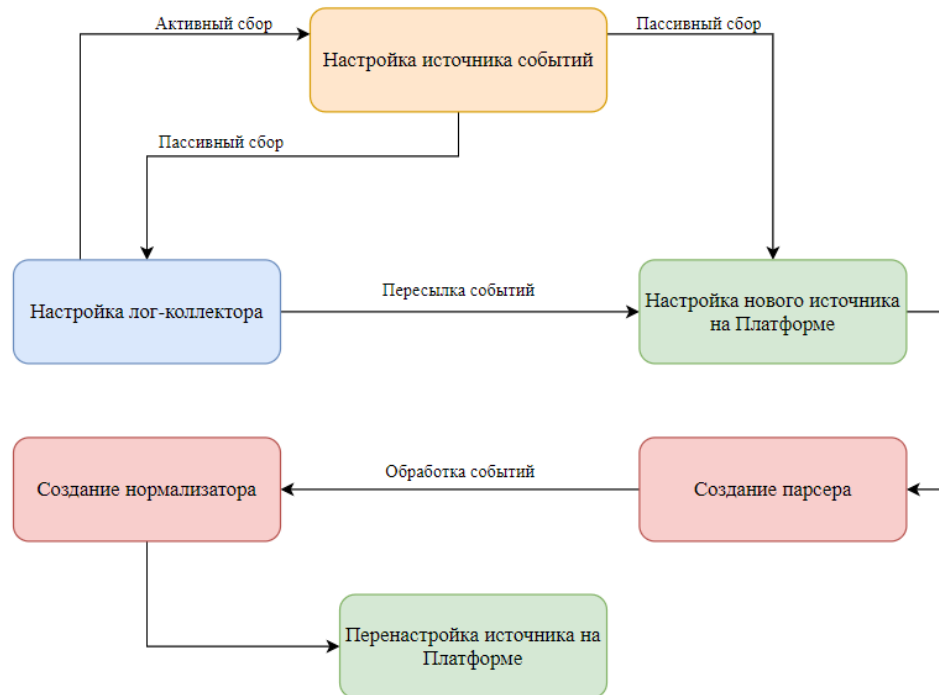 Активный сбор
Пассивный сбор
Настройка источника событий
Пассивный сбор
Настройка лог-коллектора
Пересылка событий
Настройка нового источника
на Платформе
Создание нормализатора
Обработка событий
Создание парсера
Перенастройка источника на
Платформе